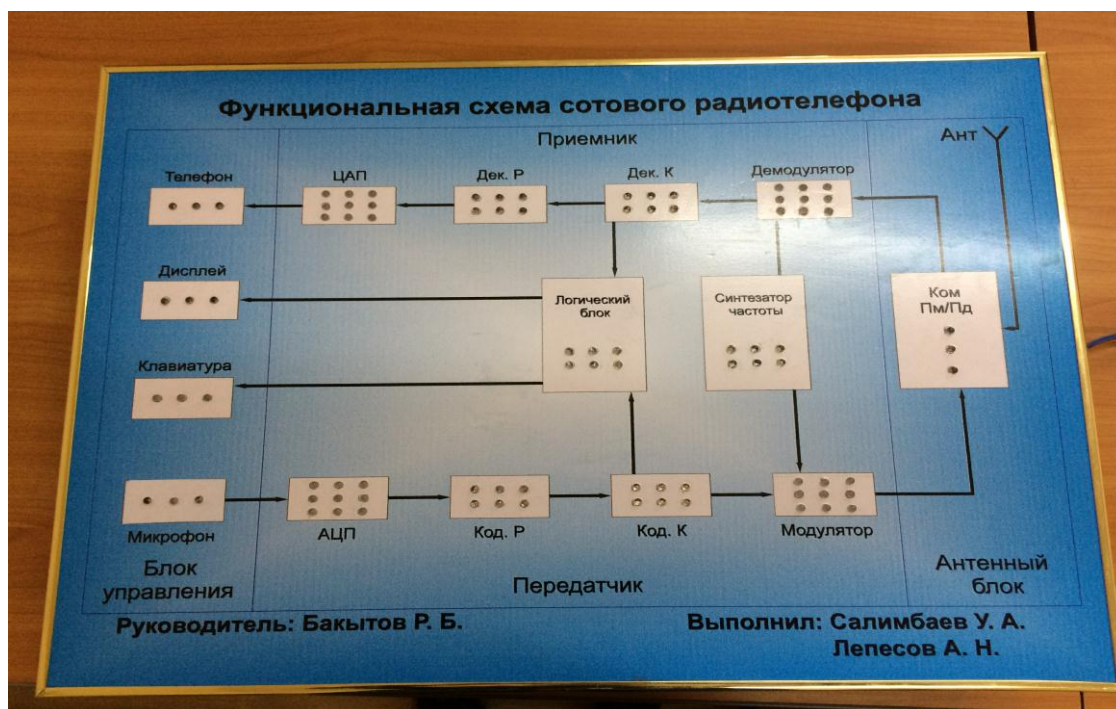 Функциональная схема сотового радиотелефона
Приемник
Ант
Телефон
ЦАП
Дек. Р
Дек. К
Демодулятор
Дисплей
Логический
блок
Синтезатор
частоты
Ком
Пм/Пд
Клавиатура
Микрофон
АЦП
Код. Р
Код. К
Модулятор
Блок
управления
Передатчик
Антенный
блок
Руководитель: Бакытов Р. Б.
Выполнил: Салимбаев У. А.
Лепесов А. Н.